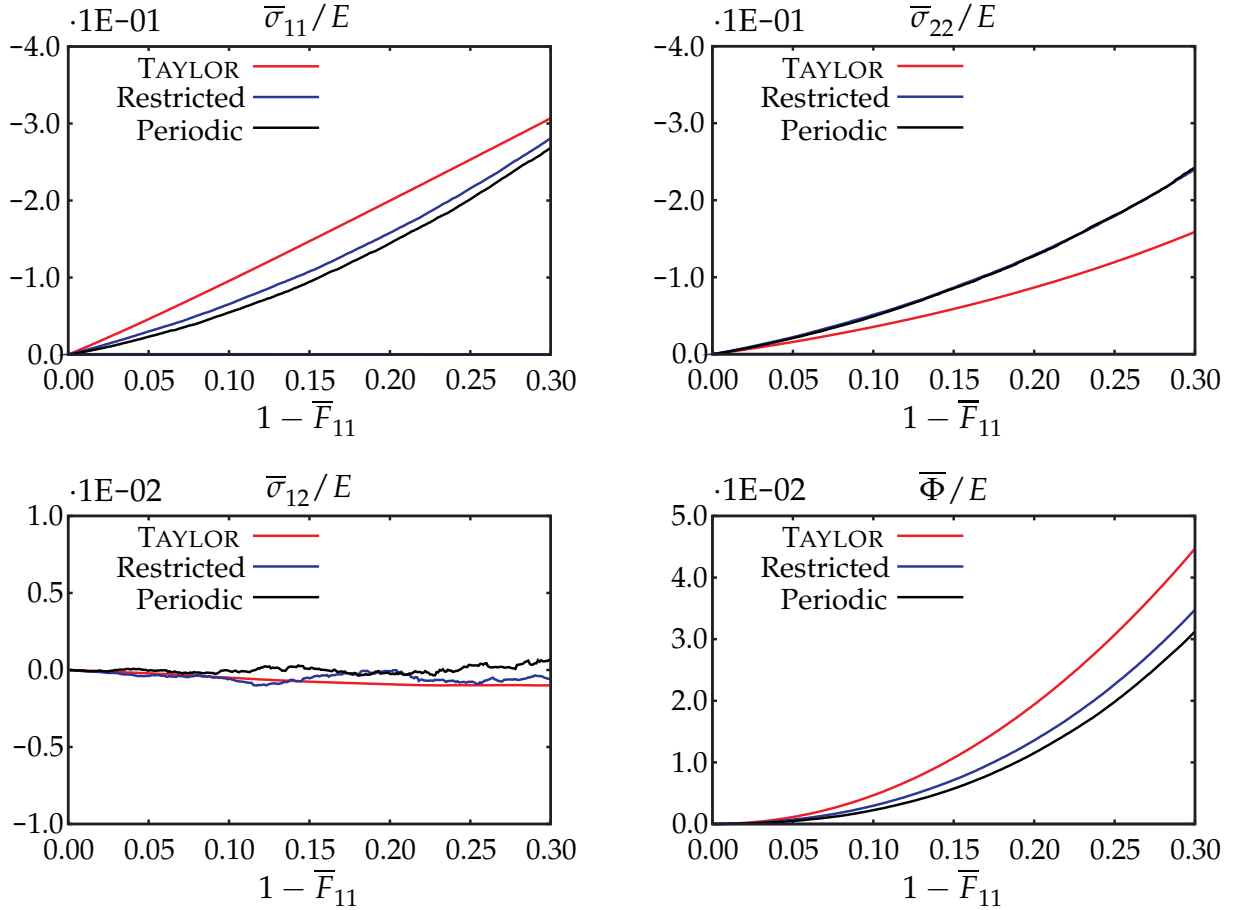 ·1E−01 σ̅₁₁/E
−4.0
−3.0
−2.0
−1.0
0.0
TAYLOR
Restricted
Periodic
0.00 0.05 0.10 0.15 0.20 0.25 0.30
1 − F̅₁₁
·1E−01 σ̅₂₂/E
−4.0
−3.0
−2.0
−1.0
0.0
TAYLOR
Restricted
Periodic
0.00 0.05 0.10 0.15 0.20 0.25 0.30
1 − F̅₁₁
·1E−02 σ̅₁₂/E
1.0
0.5
0.0
−0.5
−1.0
TAYLOR
Restricted
Periodic
0.00 0.05 0.10 0.15 0.20 0.25 0.30
1 − F̅₁₁
·1E−02 Φ̅/E
5.0
4.0
3.0
2.0
1.0
0.0
TAYLOR
Restricted
Periodic
0.00 0.05 0.10 0.15 0.20 0.25 0.30
1 − F̅₁₁